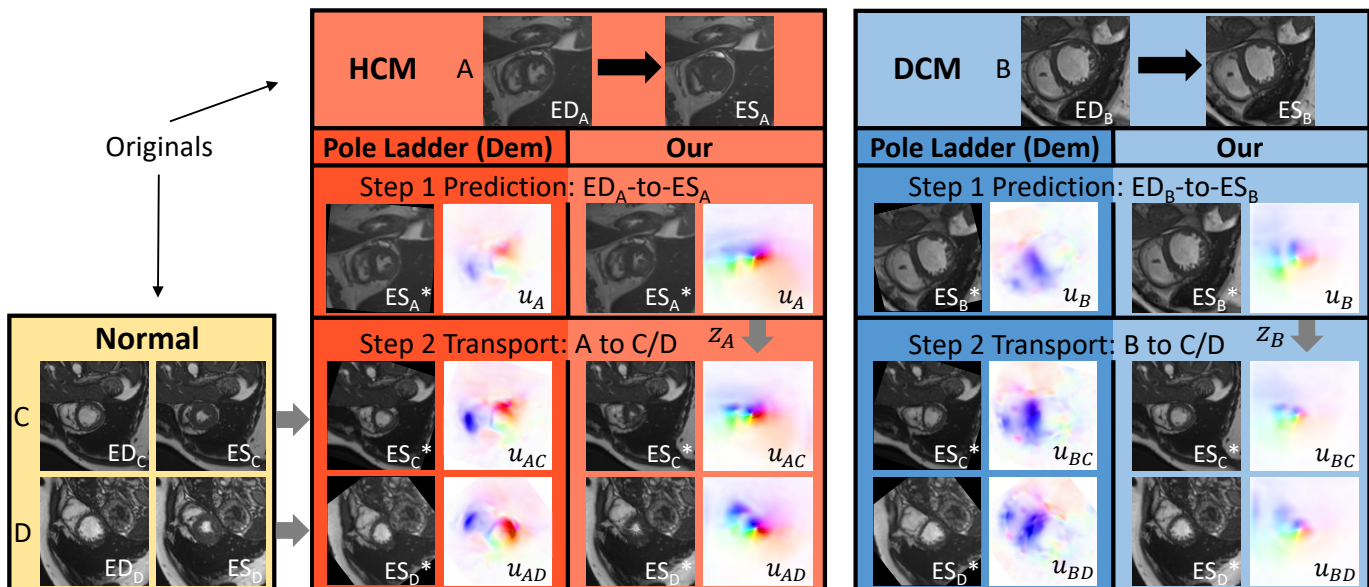 Originals
HCM
A
ED_A
ES_A
Pole Ladder (Dem)
Our
Step 1 Prediction: ED_A-to-ES_A
ES_A*
u_A
ES_A*
u_A
Step 2 Transport: A to C/D
z_A
ES_C*
u_AC
ES_C*
u_AC
ES_D*
u_AD
ES_D*
u_AD
DCM
B
ED_B
ES_B
Pole Ladder (Dem)
Our
Step 1 Prediction: ED_B-to-ES_B
ES_B*
u_B
ES_B*
u_B
Step 2 Transport: B to C/D
z_B
ES_C*
u_BC
ES_C*
u_BC
ES_D*
u_BD
ES_D*
u_BD
Normal
C
ED_C
ES_C
D
ED_D
ES_D